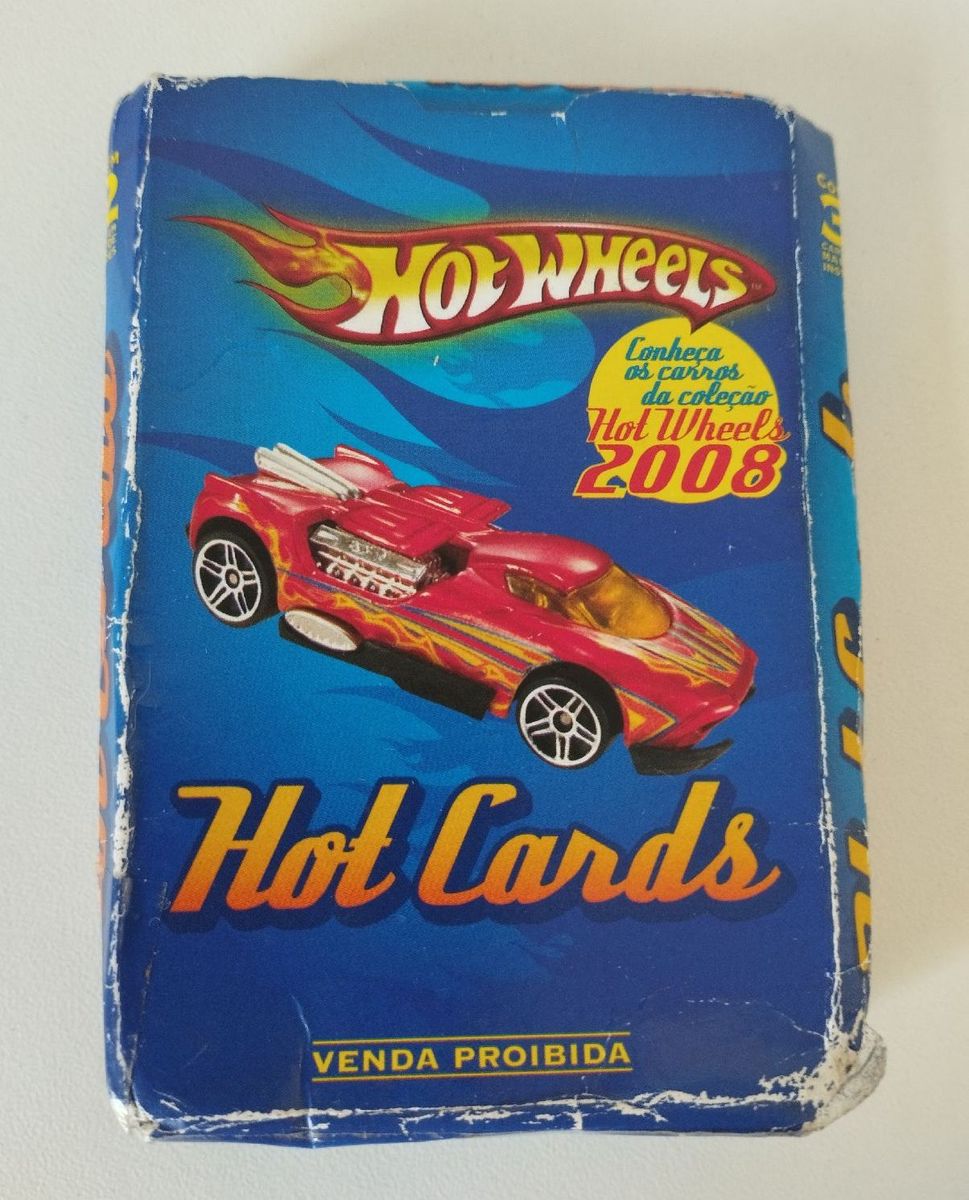 HOT WHEELS
Conheça
os carros
da coleção
Hot Wheels
2008
Hot Cards
VENDA PROIBIDA